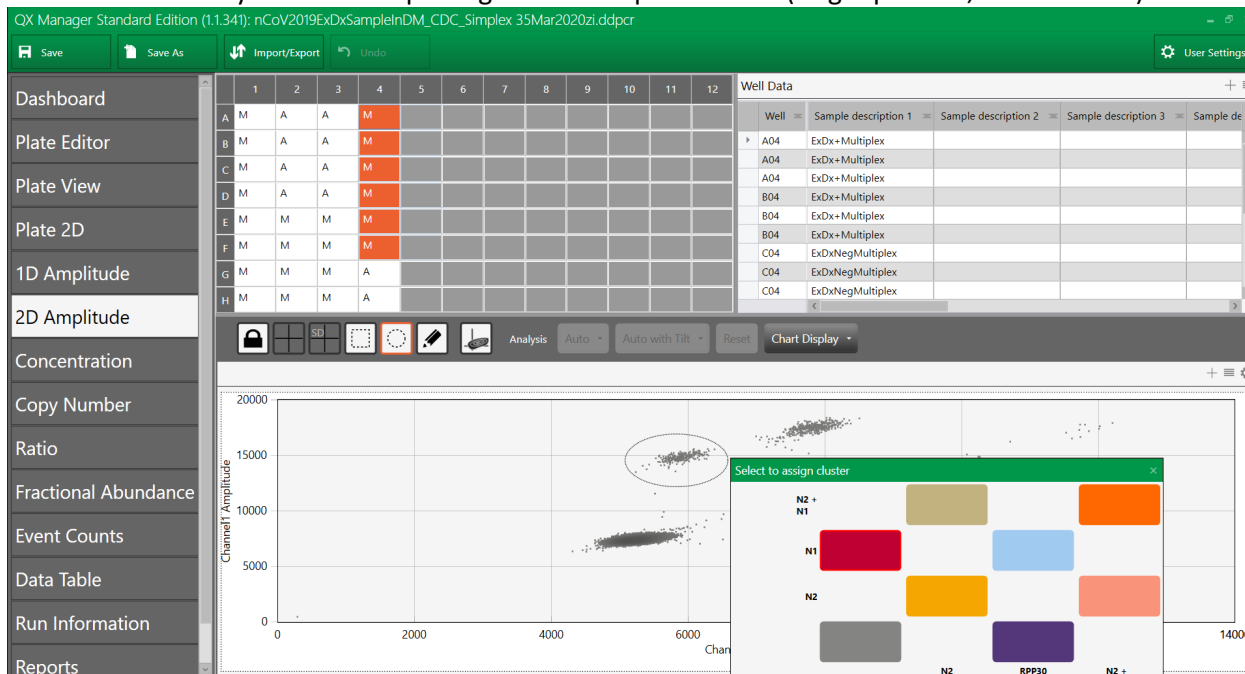 QX Manager Standard Edition (1.1.341): nCoV2019ExDxSampleInDM_CDC_Simplex 35Mar2020zi.ddpcr
Save
Save As
Import/Export
Undo
User Settings
Dashboard
Plate Editor
Plate View
Plate 2D
1D Amplitude
2D Amplitude
Concentration
Copy Number
Ratio
Fractional Abundance
Event Counts
Data Table
Run Information
Reports
1 2 3 4 5 6 7 8 9 10 11 12
A M A A M
B M A A M
C M A A M
D M A A M
E M M M M
F M M M M
G M M M A
H M M M A
Well Data
Well Sample description 1 Sample description 2 Sample description 3 Sample de
A04 ExDx+Multiplex
A04 ExDx+Multiplex
A04 ExDx+Multiplex
B04 ExDx+Multiplex
B04 ExDx+Multiplex
B04 ExDx+Multiplex
C04 ExDxNegMultiplex
C04 ExDxNegMultiplex
C04 ExDxNegMultiplex
SD
Analysis Auto Auto with Tilt Reset Chart Display
Channel1 Amplitude
20000
15000
10000
5000
0
0 2000 4000 6000 1400
Chan
Select to assign cluster
N2 +
N1
N1
N2
N2 RPP30 N2 +